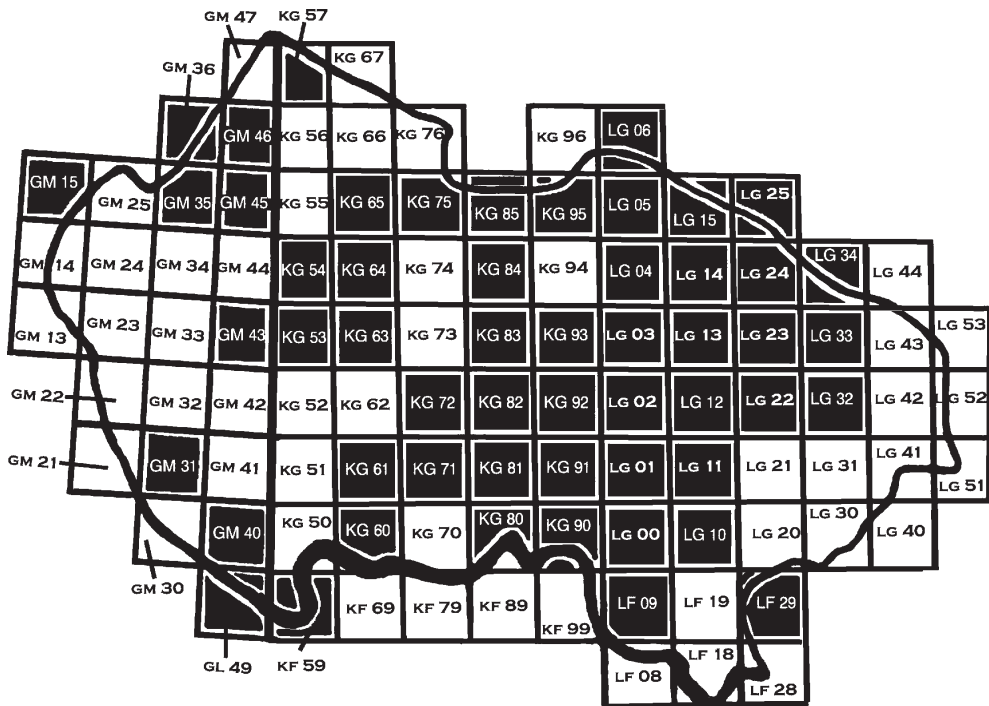 GM 47 KG 57
GM 36 KG 67
GM 46 KG 56 KG 66 KG 76 KG 96 LG 06
GM 15 GM 25 GM 35 GM 45 KG 55 KG 65 KG 75 KG 85 KG 95 LG 05 LG 15 LG 25
GM 14 GM 24 GM 34 GM 44 KG 54 KG 64 KG 74 KG 84 KG 94 LG 04 LG 14 LG 24 LG 34 LG 44
GM 13 GM 23 GM 33 GM 43 KG 53 KG 63 KG 73 KG 83 KG 93 LG 03 LG 13 LG 23 LG 33 LG 43 LG 53
GM 22 GM 32 GM 42 KG 52 KG 62 KG 72 KG 82 KG 92 LG 02 LG 12 LG 22 LG 32 LG 42 LG 52
GM 21 GM 31 GM 41 KG 51 KG 61 KG 71 KG 81 KG 91 LG 01 LG 11 LG 21 LG 31 LG 41 LG 51
GM 30 GM 40 KG 50 KG 60 KG 70 KG 80 KG 90 LG 00 LG 10 LG 20 LG 30 LG 40
GL 49 KF 59 KF 69 KF 79 KF 89 KF 99 LF 09 LF 19 LF 29
LF 08 LF 18 LF 28